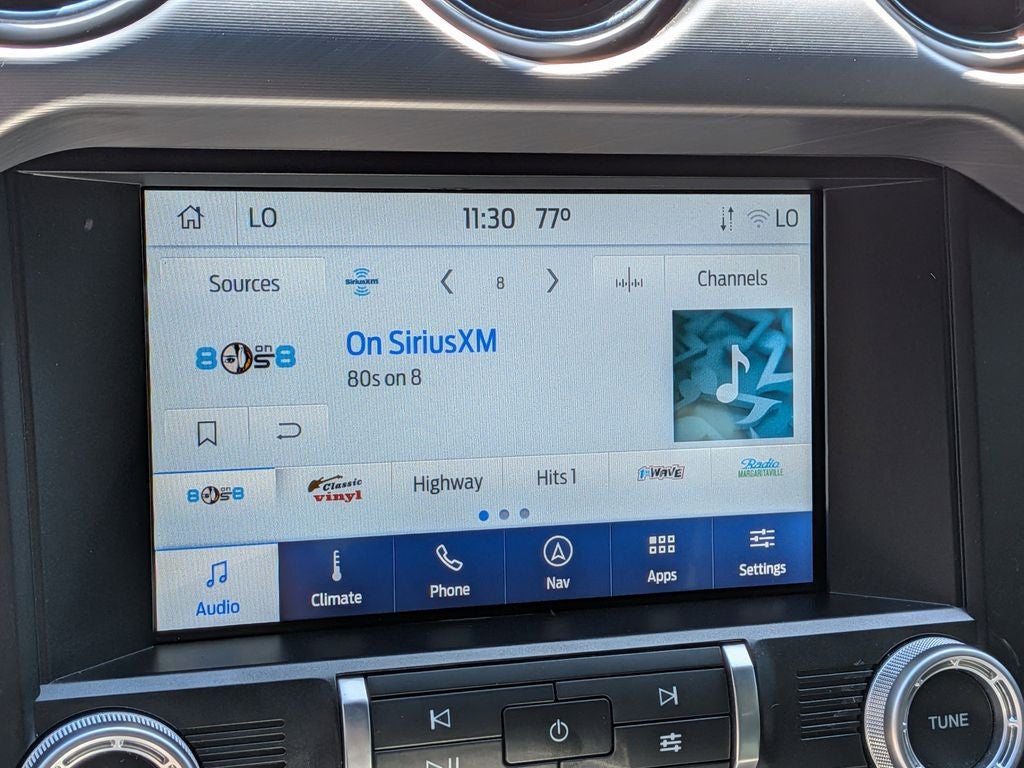 LO 11:30 77º LO
Sources SiriusXM 8 Channels
80s on 8
On SiriusXM
80s on 8
80s on 8 Classic Vinyl Highway Hits 1 1st WAVE Radio MARGARITAVILLE
Audio Climate Phone Nav Apps Settings
TUNE